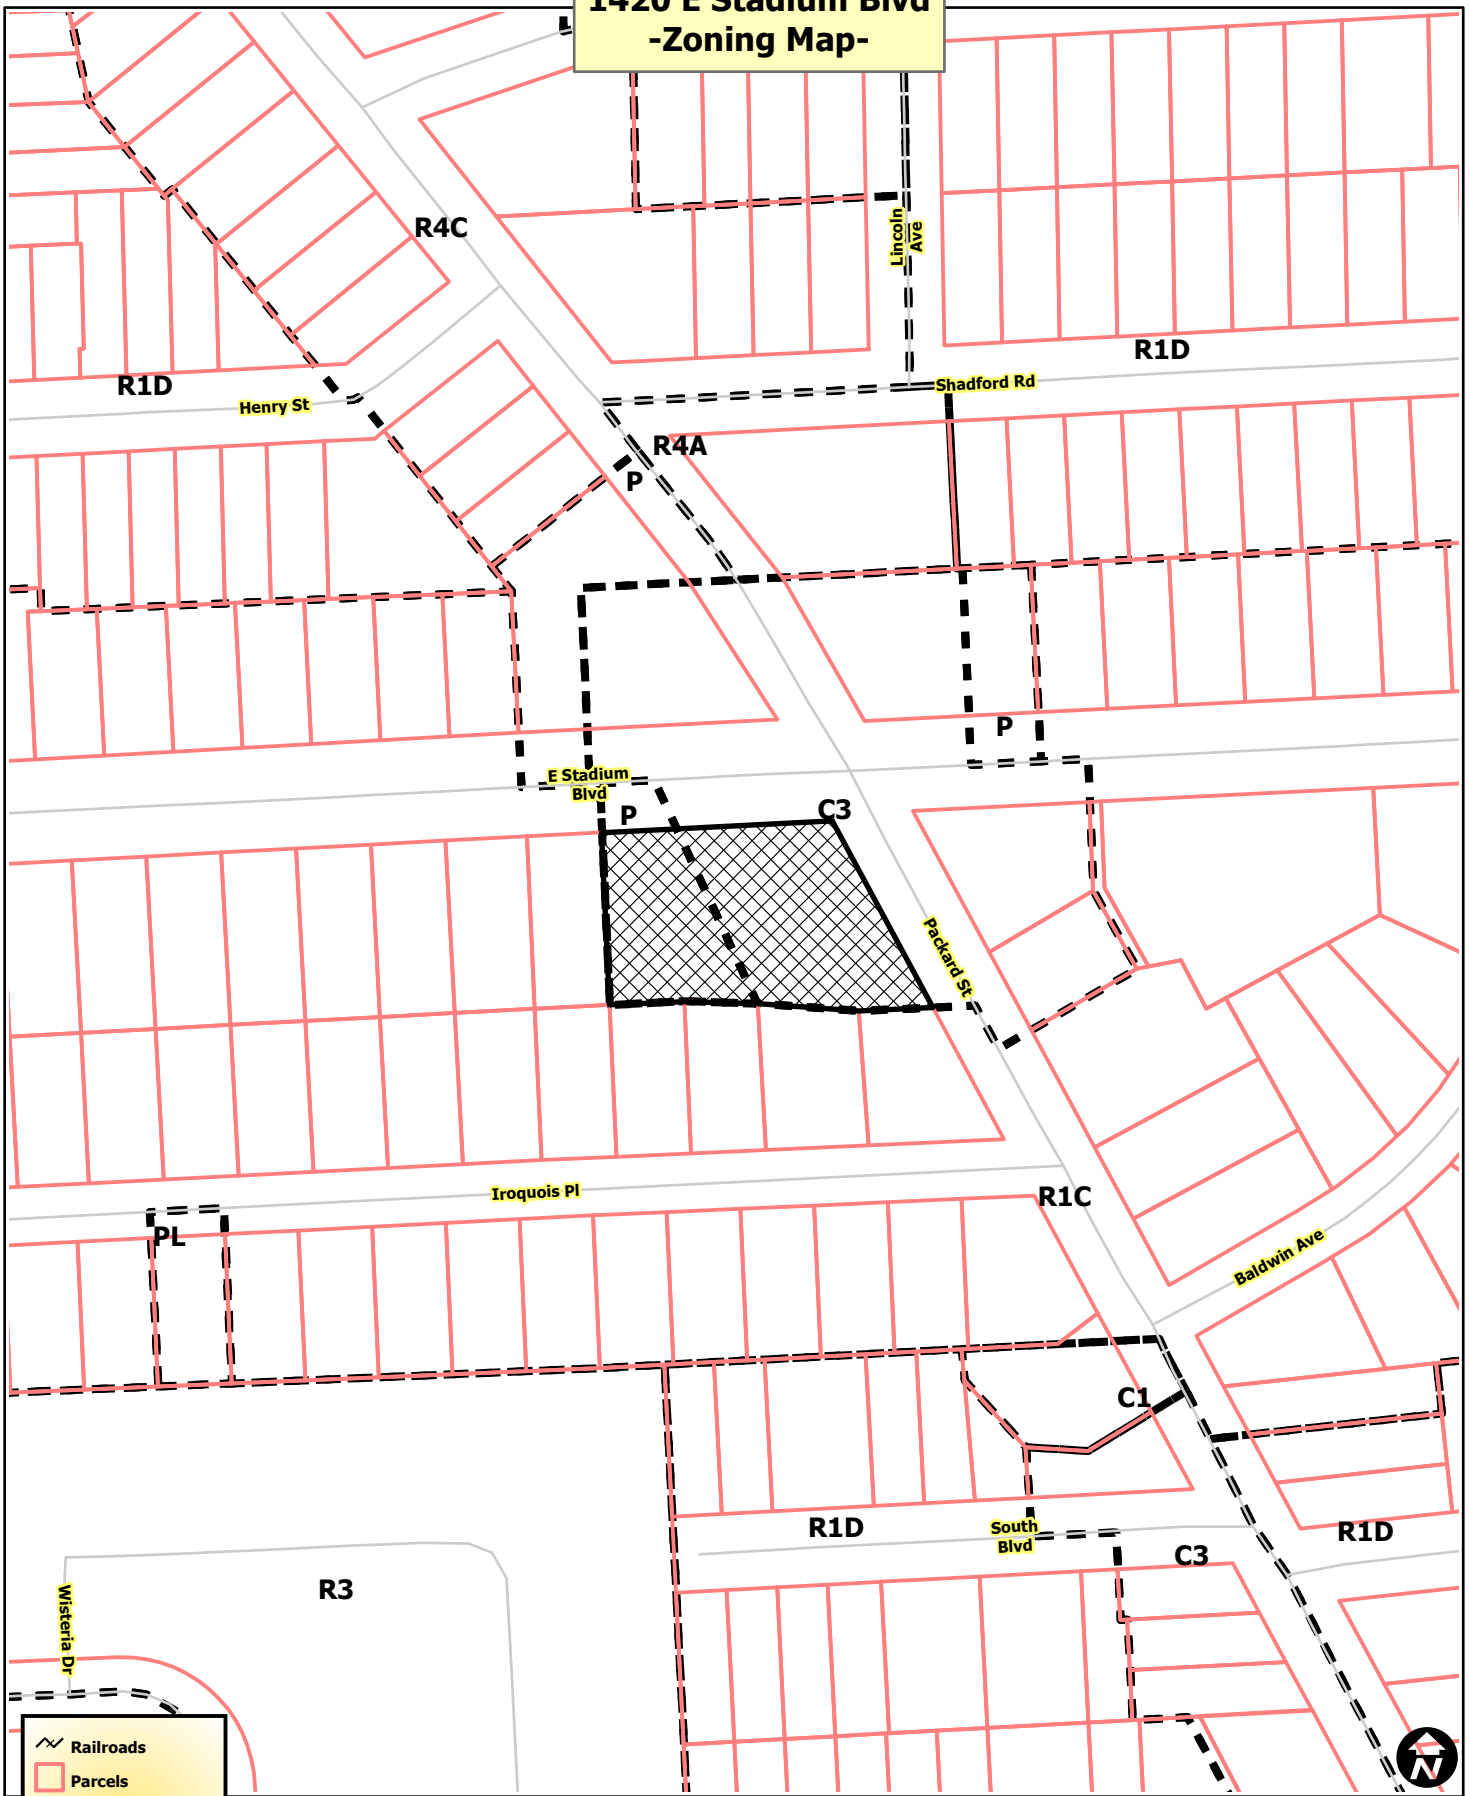 1420 E Stadium Blvd
-Zoning Map-
R4C
Lincoln
Ave
R1D
R1D
Shadford Rd
Henry St
R4A
P
P
E Stadium
Blvd
P
C3
Packard St
Iroquois Pl
R1C
PL
Baldwin Ave
C1
R1D
South
Blvd
R1D
C3
R3
Wisteria Dr
Railroads
Parcels
N